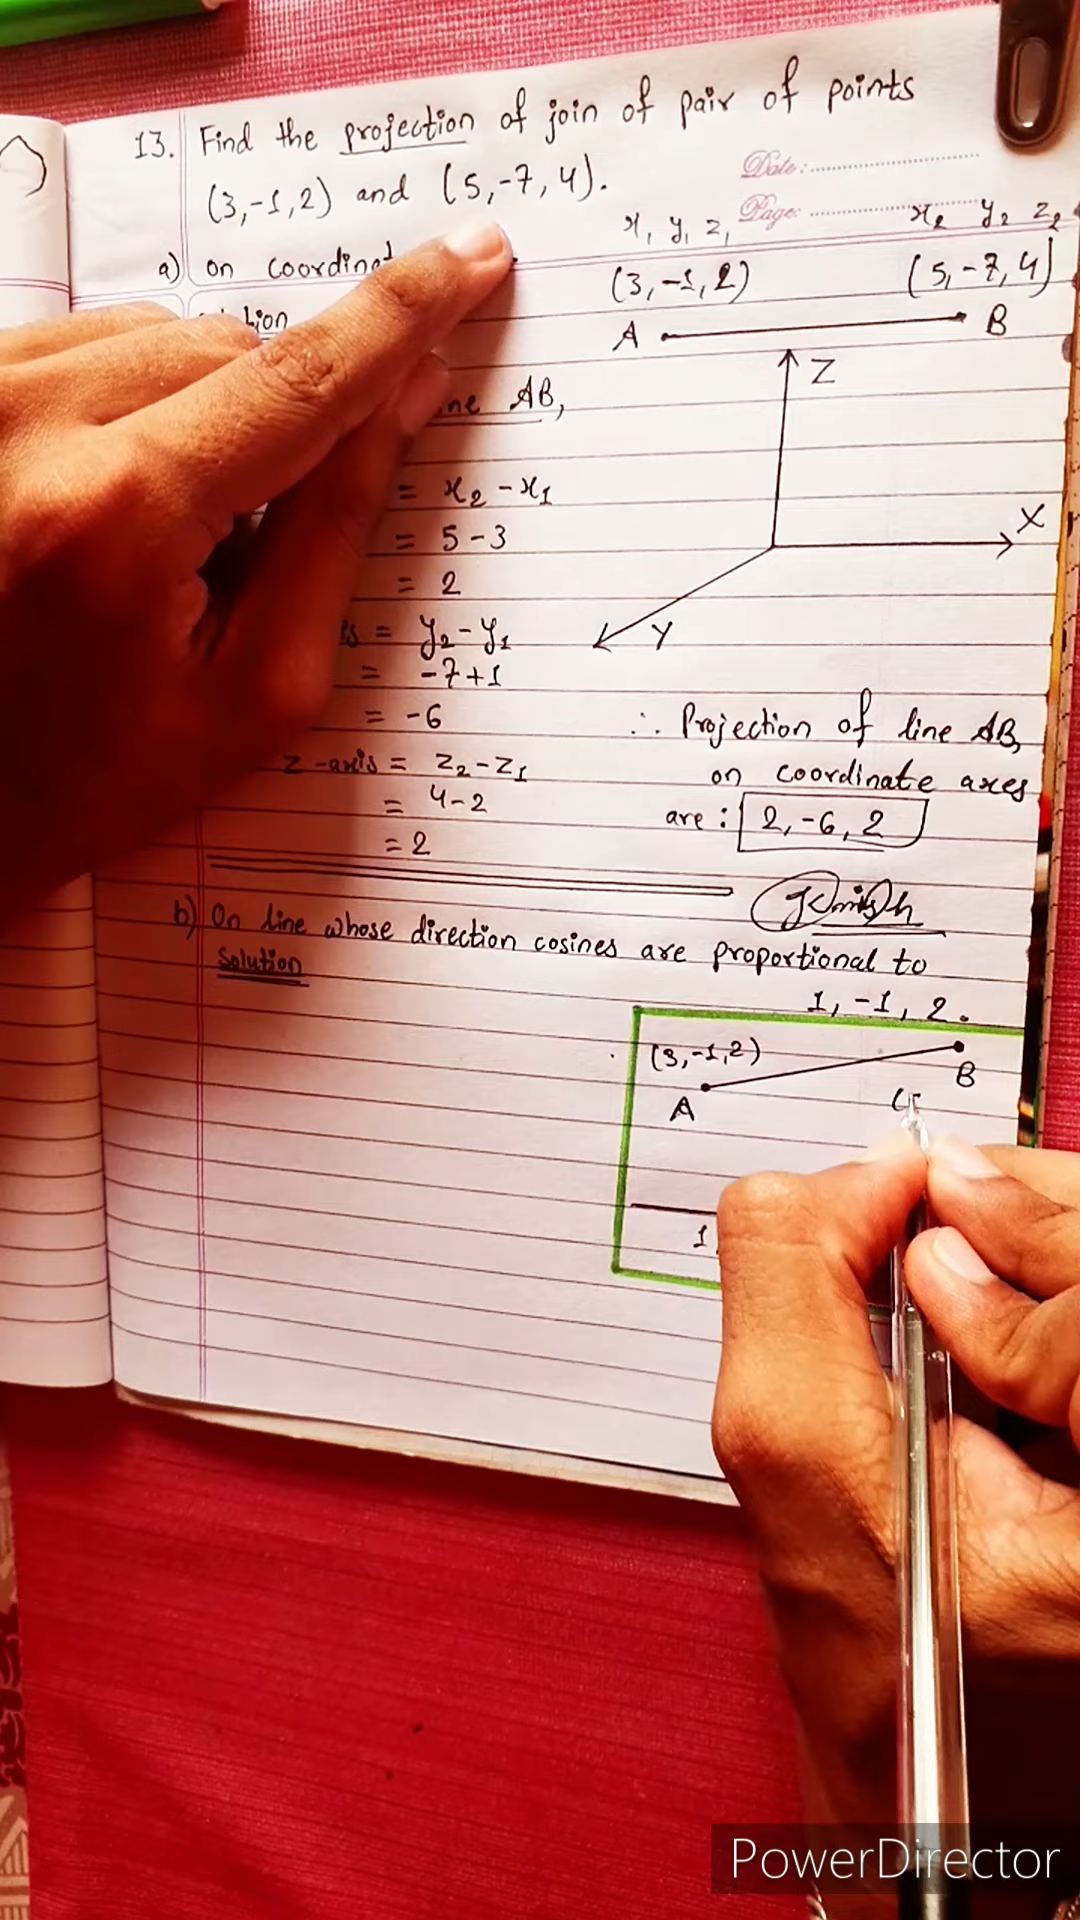 13. Find the projection of join of pair of points
(3,-1,2) and (5,-7,4).
Date:
Page:
a) on
x₁ y₁ z₁
x₂ y₂ z₂
(3,-1,2)
(5,-7,4)
A
B
Z
X
Y
AB,
= x₂-x₁
= 5-3
= 2
= y₂-y₁
= -7+1
= -6
z-axis = z₂-z₁
= 4-2
= 2
∴ Projection of line AB,
on coordinate axes
are : 2,-6,2
b) On line whose direction cosines are proportional to
1, -1, 2.
Solution
(3,-1,2)
A
B
1,
PowerDirector